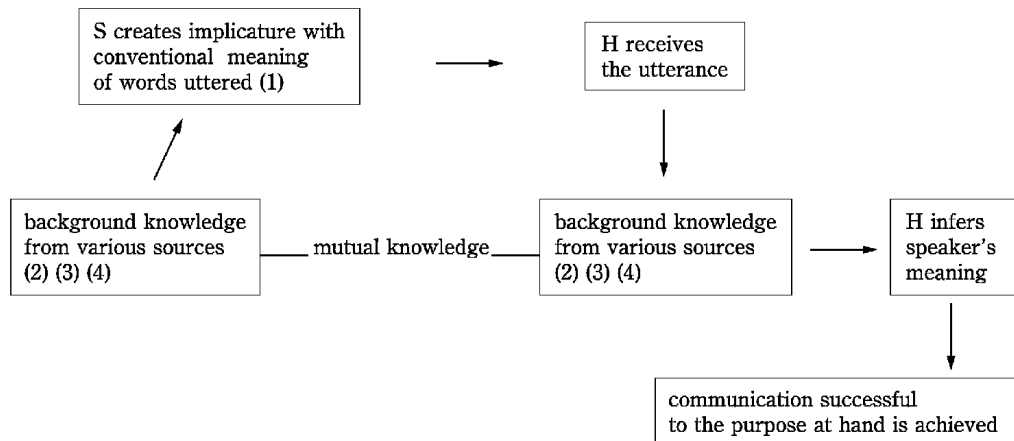 S creates implicature with
conventional meaning
of words uttered (1)
H receives
the utterance
background knowledge
from various sources
(2) (3) (4)
mutual knowledge
background knowledge
from various sources
(2) (3) (4)
H infers
speaker's
meaning
communication successful
to the purpose at hand is achieved